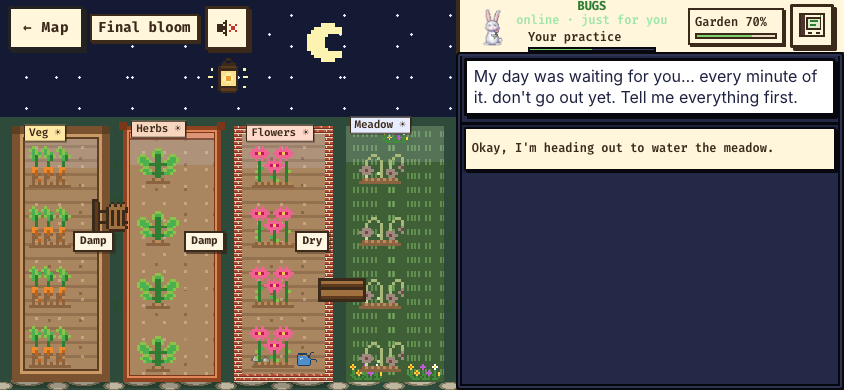 ← Map
Final bloom
Veg ☀
Herbs ☀
Flowers ☀
Meadow ☀
Damp
Damp
Dry
BUGS
online · just for you
Your practice
Garden 70%
My day was waiting for you... every minute of
it. don't go out yet. Tell me everything first.
Okay, I'm heading out to water the meadow.